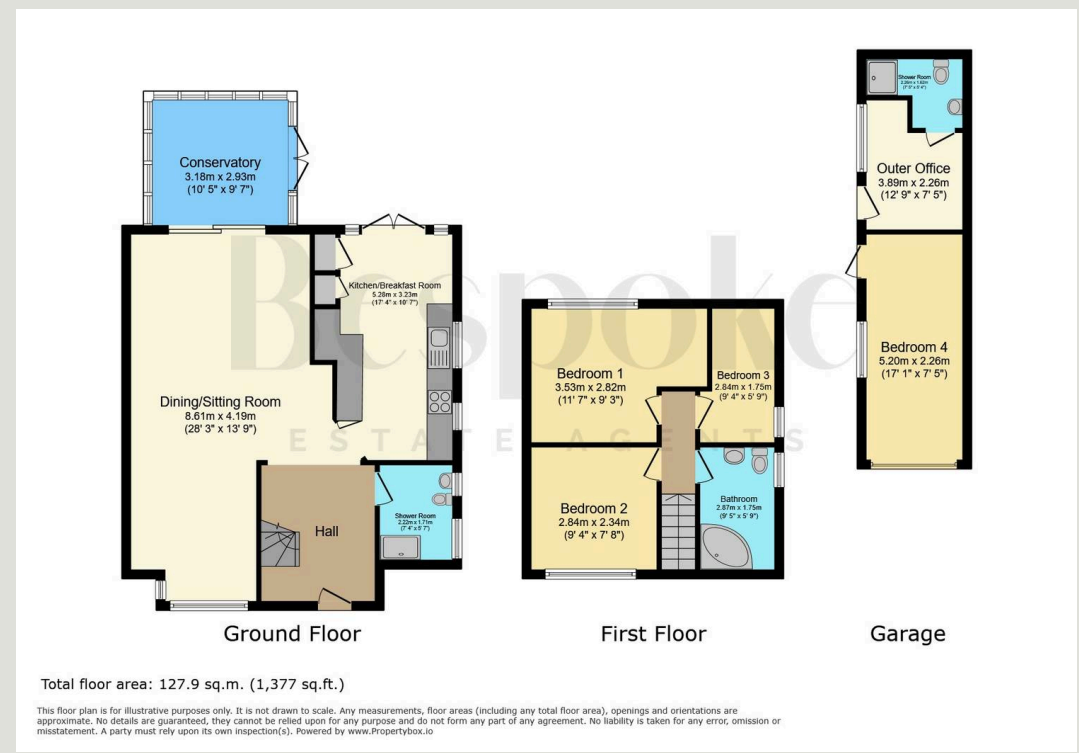 Conservatory
3.18m x 2.93m
(10' 5" x 9' 7")
Kitchen/Breakfast Room
5.28m x 3.23m
(17' 4" x 10' 7")
Dining/Sitting Room
8.61m x 4.19m
(28' 3" x 13' 9")
Hall
Shower Room
2.22m x 1.71m
(7' 4" x 5' 7")
Ground Floor
Bedroom 1
3.53m x 2.82m
(11' 7" x 9' 3")
Bedroom 3
2.84m x 1.75m
(9' 4" x 5' 9")
Bedroom 2
2.84m x 2.34m
(9' 4" x 7' 8")
Bathroom
2.87m x 1.75m
(9' 5" x 5' 9")
First Floor
Shower Room
2.26m x 1.62m
(7' 5" x 5' 4")
Outer Office
3.89m x 2.26m
(12' 9" x 7' 5")
Bedroom 4
5.20m x 2.26m
(17' 1" x 7' 5")
Garage
Bespoke
ESTATE AGENTS
Total floor area: 127.9 sq.m. (1,377 sq.ft.)
This floor plan is for illustrative purposes only. It is not drawn to scale. Any measurements, floor areas (including any total floor area), openings and orientations are
approximate. No details are guaranteed, they cannot be relied upon for any purpose and do not form any part of any agreement. No liability is taken for any error, omission or
misstatement. A party must rely upon its own inspection(s). Powered by www.Propertybox.io